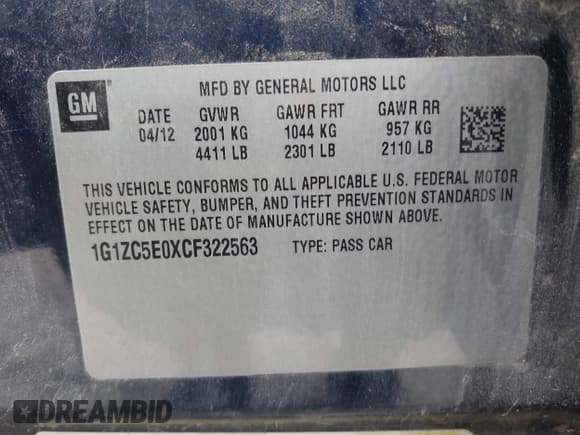 GM
MFD BY GENERAL MOTORS LLC
DATE GVWR GAWR FRT GAWR RR
04/12 2001 KG 1044 KG 957 KG
4411 LB 2301 LB 2110 LB
THIS VEHICLE CONFORMS TO ALL APPLICABLE U.S. FEDERAL MOTOR
VEHICLE SAFETY, BUMPER, AND THEFT PREVENTION STANDARDS IN
EFFECT ON THE DATE OF MANUFACTURE SHOWN ABOVE.
1G1ZC5E0XCF322563 TYPE: PASS CAR
DREAMBID